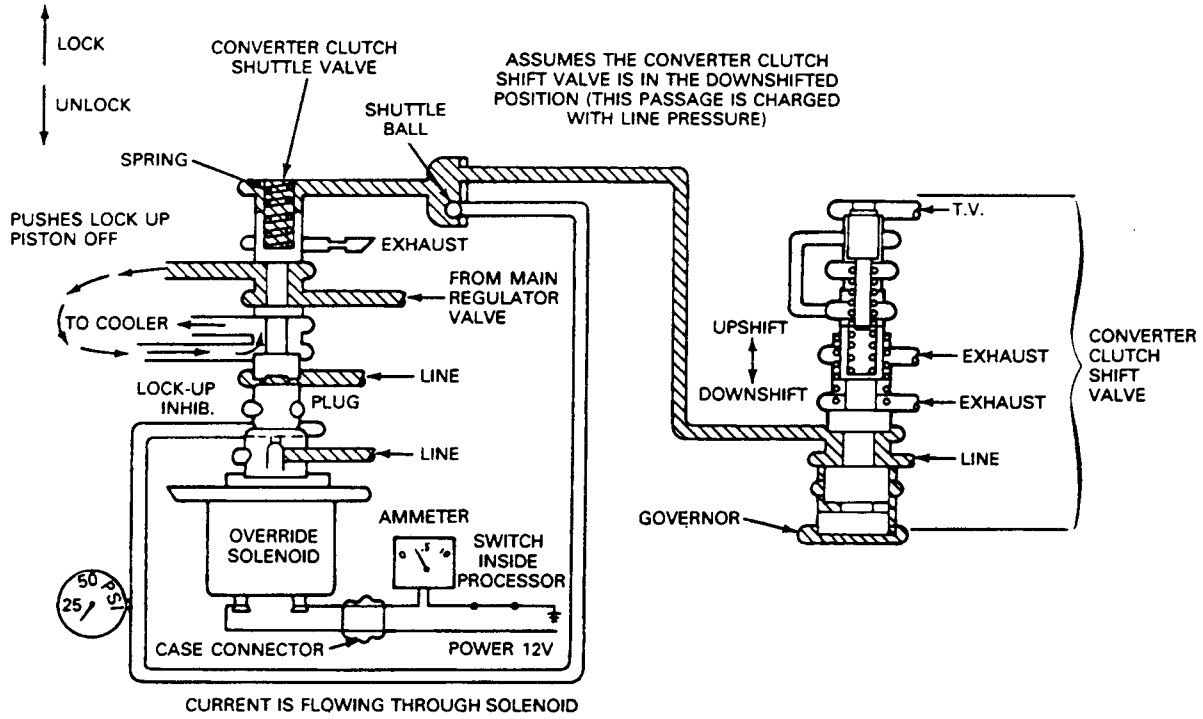 LOCK
UNLOCK
CONVERTER CLUTCH
SHUTTLE VALVE
ASSUMES THE CONVERTER CLUTCH
SHIFT VALVE IS IN THE DOWNSHIFTED
POSITION (THIS PASSAGE IS CHARGED
WITH LINE PRESSURE)
SHUTTLE
BALL
SPRING
PUSHES LOCK UP
PISTON OFF
EXHAUST
FROM MAIN
REGULATOR
VALVE
TO COOLER
LINE
LOCK-UP
INHIB.
PLUG
LINE
OVERRIDE
SOLENOID
AMMETER
0 .5 10
SWITCH
INSIDE
PROCESSOR
50 PSI
25
CASE CONNECTOR
POWER 12V
CURRENT IS FLOWING THROUGH SOLENOID
T.V.
UPSHIFT
DOWNSHIFT
EXHAUST
EXHAUST
LINE
GOVERNOR
CONVERTER
CLUTCH
SHIFT
VALVE